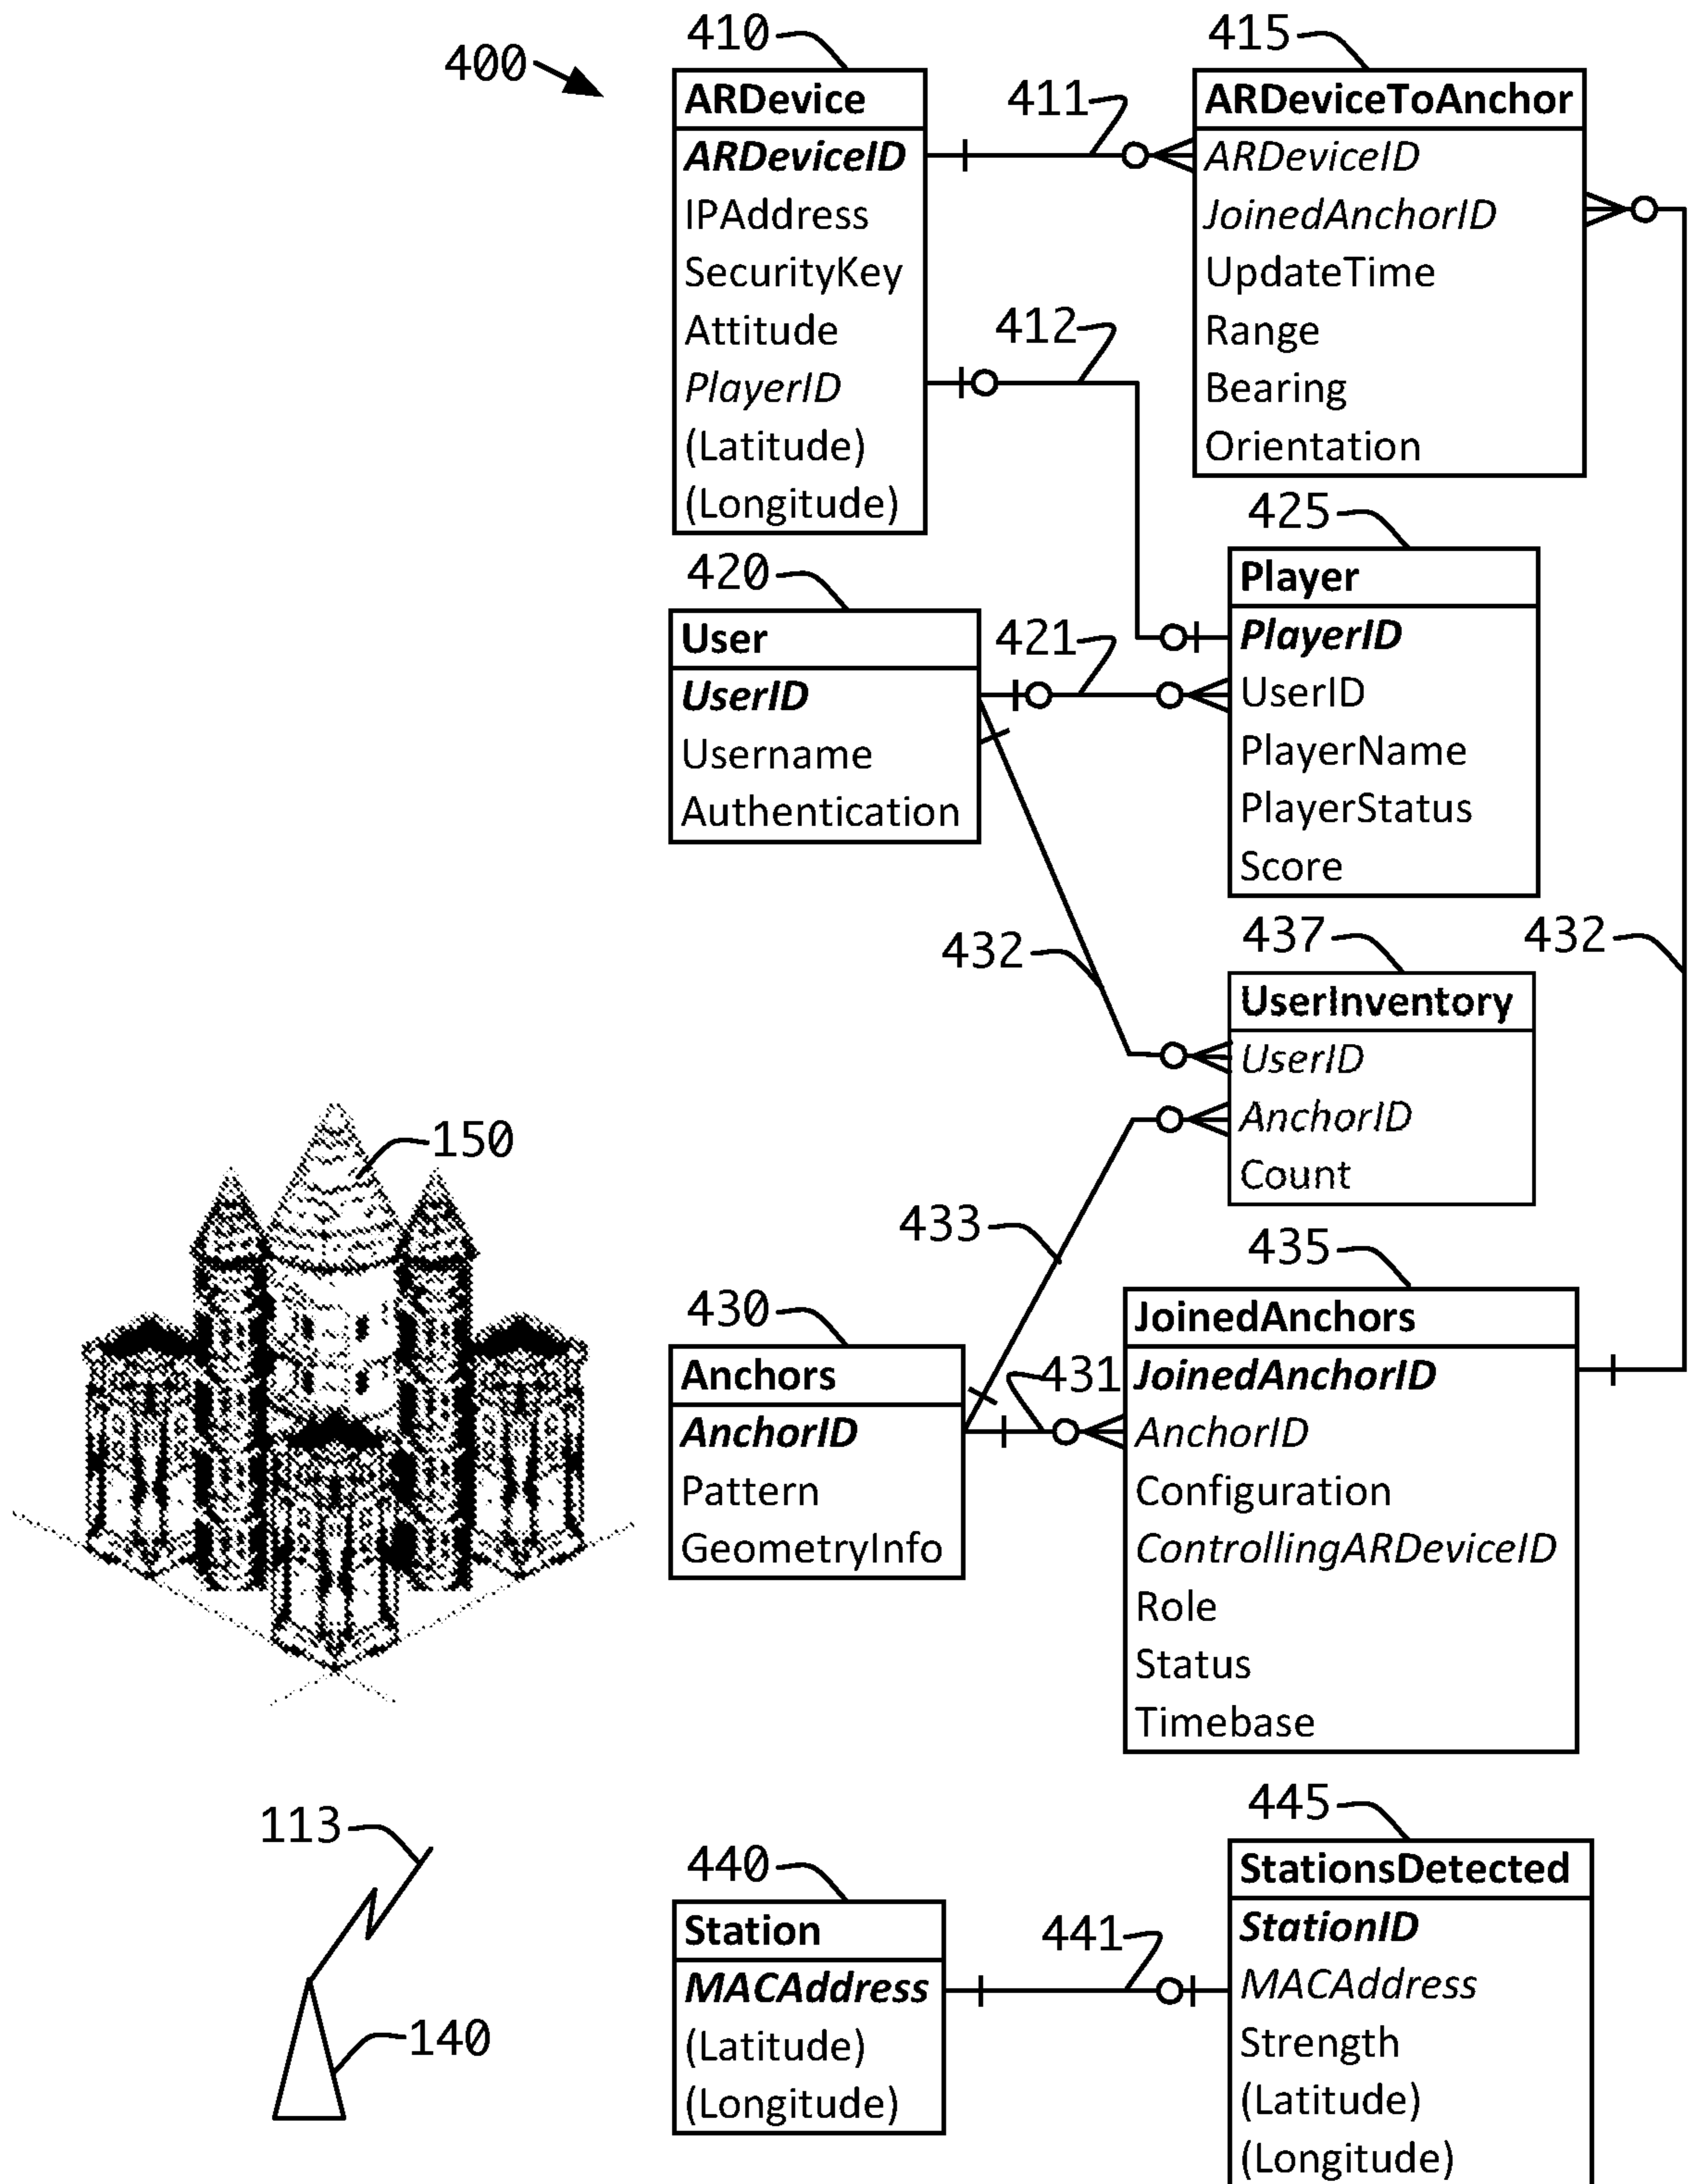 400
410
ARDevice
ARDeviceID
IPAddress
SecurityKey
Attitude
PlayerID
(Latitude)
(Longitude)
411
415
ARDeviceToAnchor
ARDeviceID
JoinedAnchorID
UpdateTime
Range
Bearing
Orientation
412
420
User
UserID
Username
Authentication
421
425
Player
PlayerID
UserID
PlayerName
PlayerStatus
Score
432
437
UserInventory
UserID
AnchorID
Count
432
150
433
430
Anchors
AnchorID
Pattern
GeometryInfo
431
435
JoinedAnchors
JoinedAnchorID
AnchorID
Configuration
ControllingARDeviceID
Role
Status
Timebase
113
140
440
Station
MACAddress
(Latitude)
(Longitude)
441
445
StationsDetected
StationID
MACAddress
Strength
(Latitude)
(Longitude)